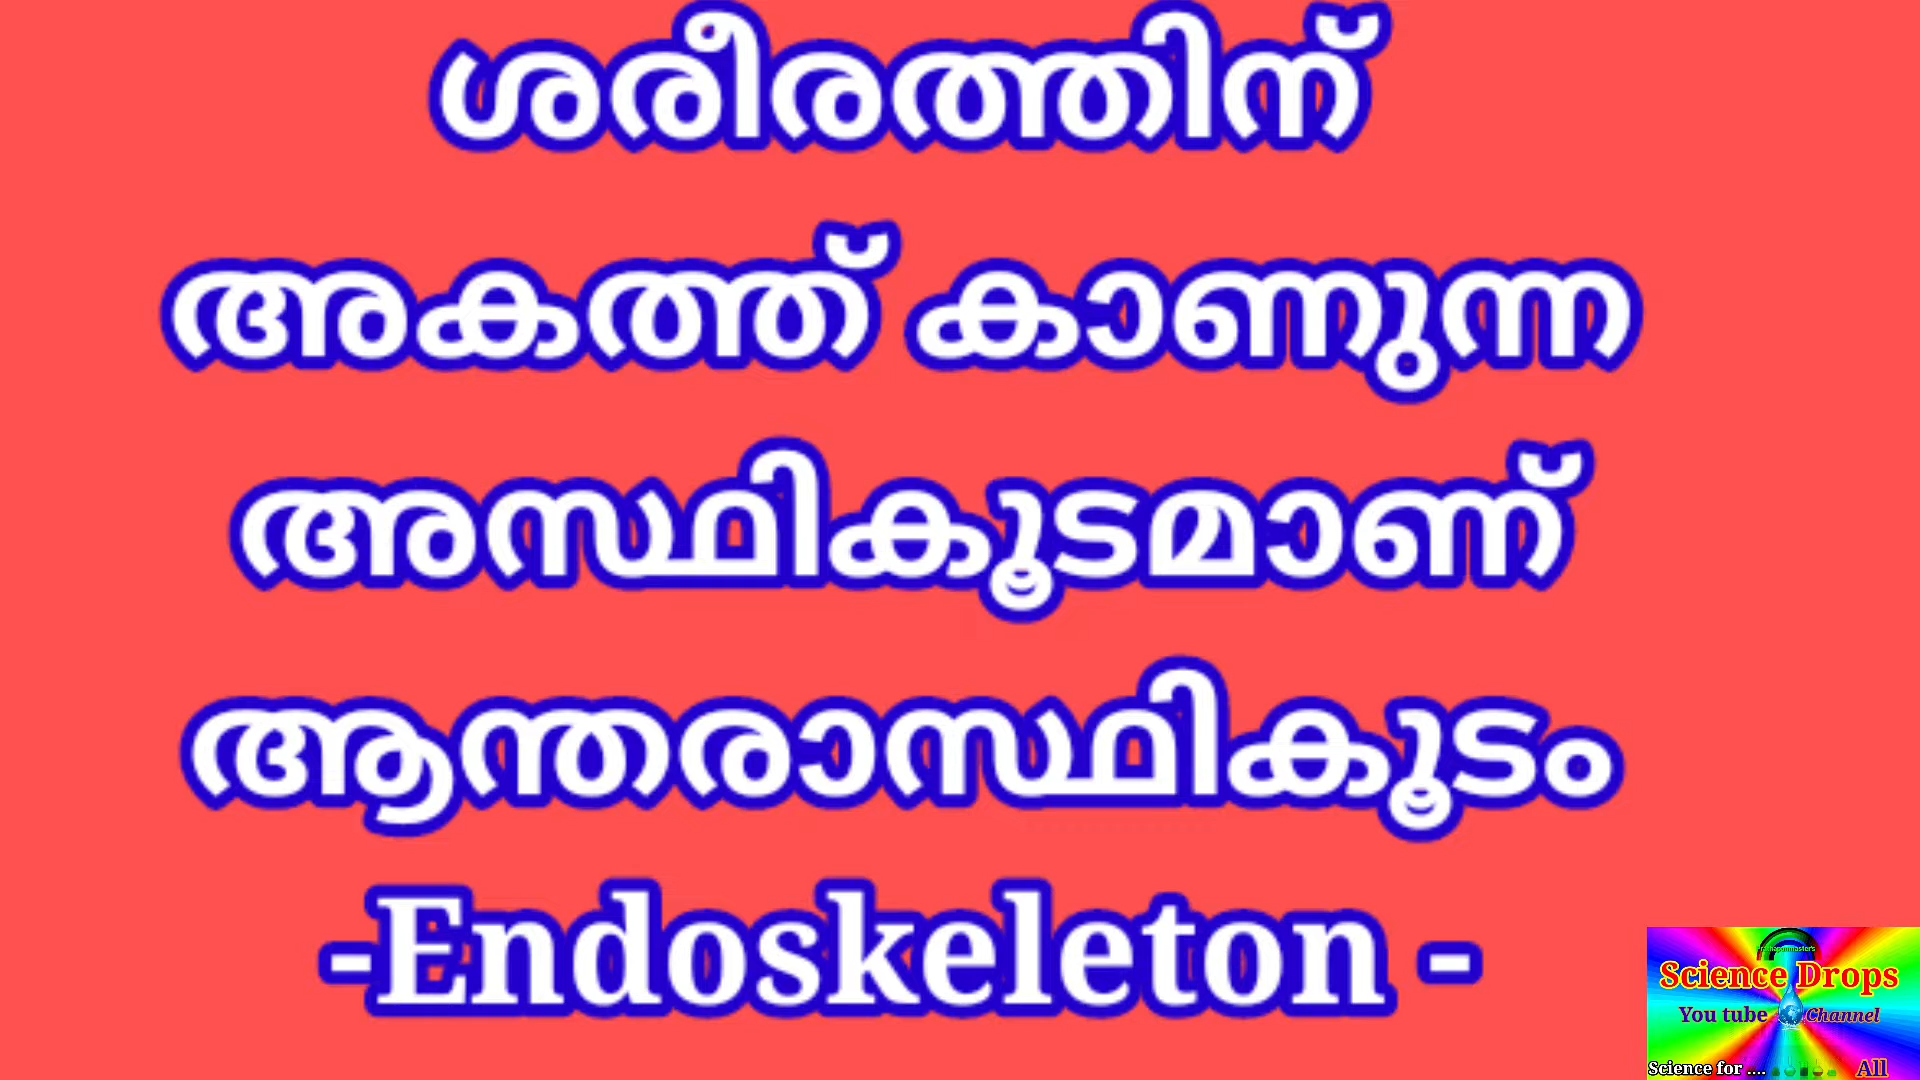 ശരീരത്തിന്
അകത്ത് കാണുന്ന
അസ്ഥികൂടമാണ്
ആന്തരാസ്ഥികൂടം
-Endoskeleton -
Science Drops
You tube Channel
Science for .... All